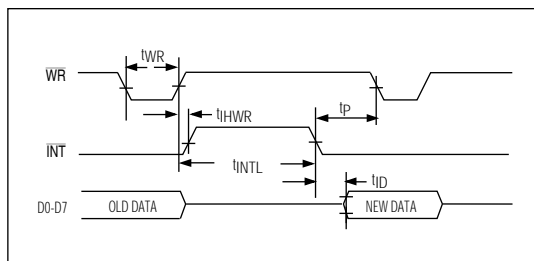 tWR
WR
tIHWR
tP
INT
tINTL
tID
D0-D7 OLD DATA NEW DATA